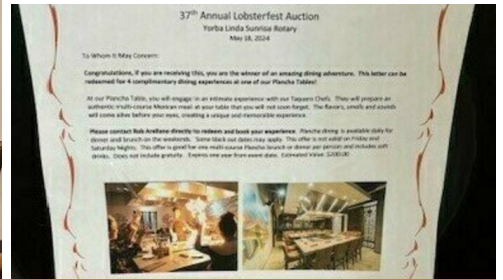 37th Annual Lobsterfest Auction
Yorba Linda Sunrise Rotary
May 18, 2024
To Whom It May Concern:
Congratulations, if you are receiving this, you are the winner of an amazing dining adventure. This letter can be
redeemed for 4 complimentary dining experiences at one of our Plancha Tables!
At our Plancha Table, you will engage in an intimate experience with our Taquero Chefs. They will prepare an
authentic multi-course Mexican meal at your table that you will not soon forget. The flavors, smells and sounds
will come alive before your eyes, creating a unique and memorable experience.
Please contact Rob Arellano directly to redeem and book your experience. Plancha dining is available daily for
dinner and brunch on the weekends. Some black out dates may apply. This offer is not valid on Friday and
Saturday Nights. This offer is good for one multi-course Plancha brunch or dinner per person and includes soft
drinks. Does not include gratuity. Expires one year from event date. Estimated Value: $200.00